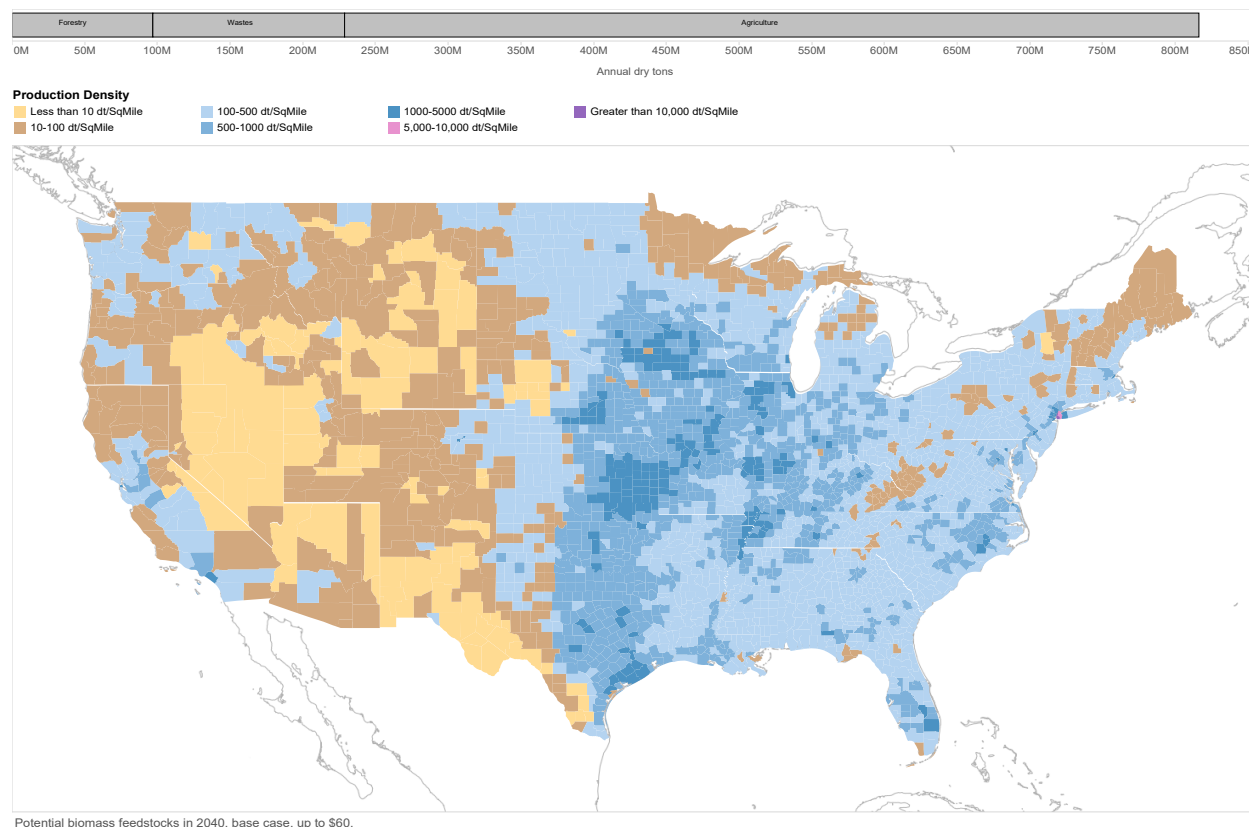 Forestry Wastes Agriculture
0M 50M 100M 150M 200M 250M 300M 350M 400M 450M 500M 550M 600M 650M 700M 750M 800M 850M
Annual dry tons
Production Density
Less than 10 dt/SqMile 100-500 dt/SqMile 1000-5000 dt/SqMile Greater than 10,000 dt/SqMile
10-100 dt/SqMile 500-1000 dt/SqMile 5,000-10,000 dt/SqMile
Potential biomass feedstocks in 2040, base case, up to $60.